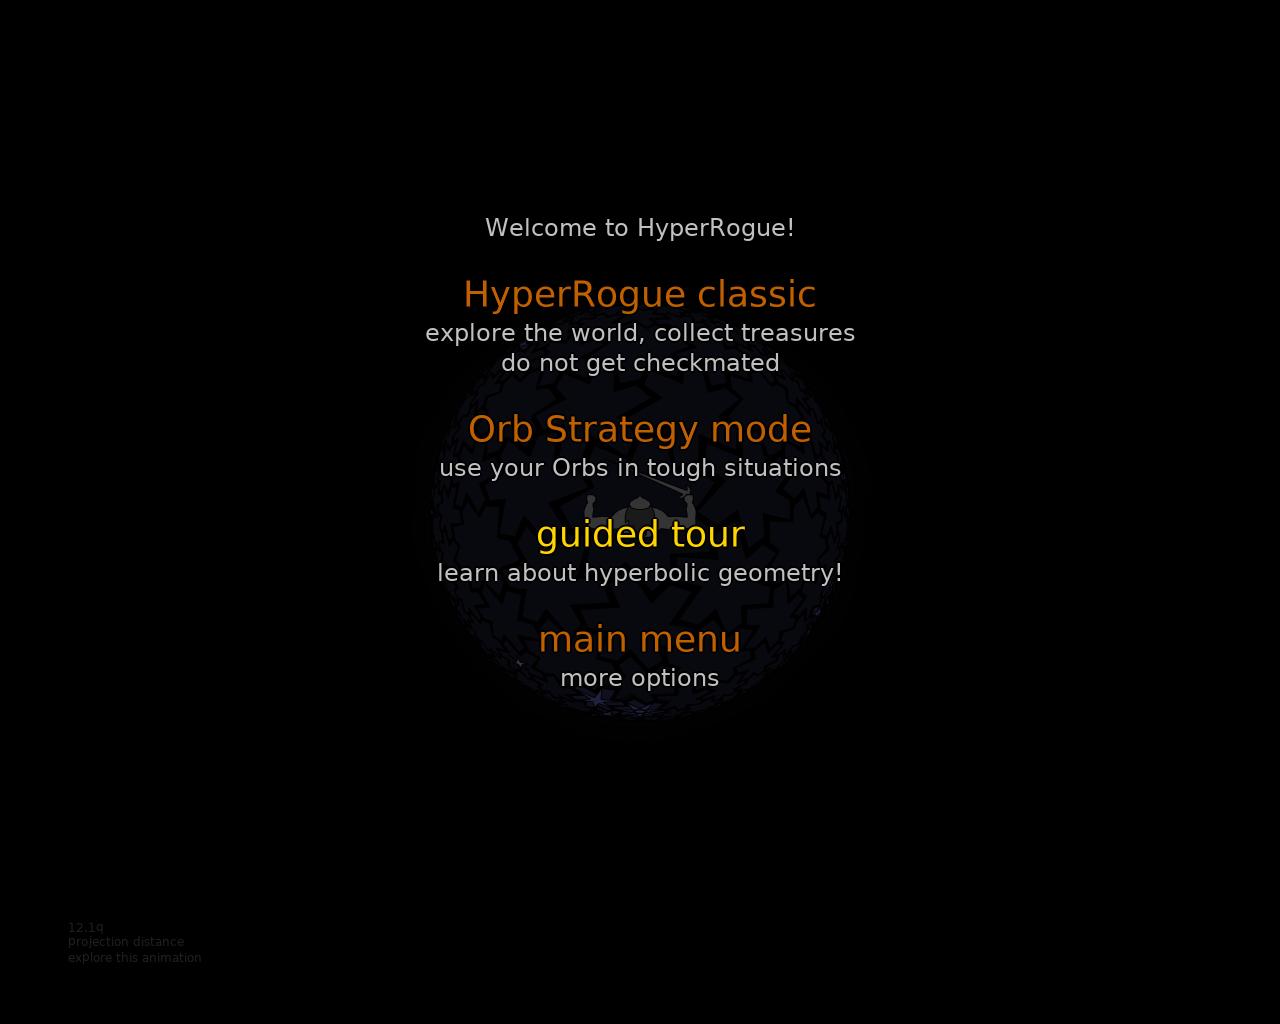 Welcome to HyperRogue!
HyperRogue classic
explore the world, collect treasures
do not get checkmated
Orb Strategy mode
use your Orbs in tough situations
guided tour
learn about hyperbolic geometry!
main menu
more options
12.1q
projection distance
explore this animation